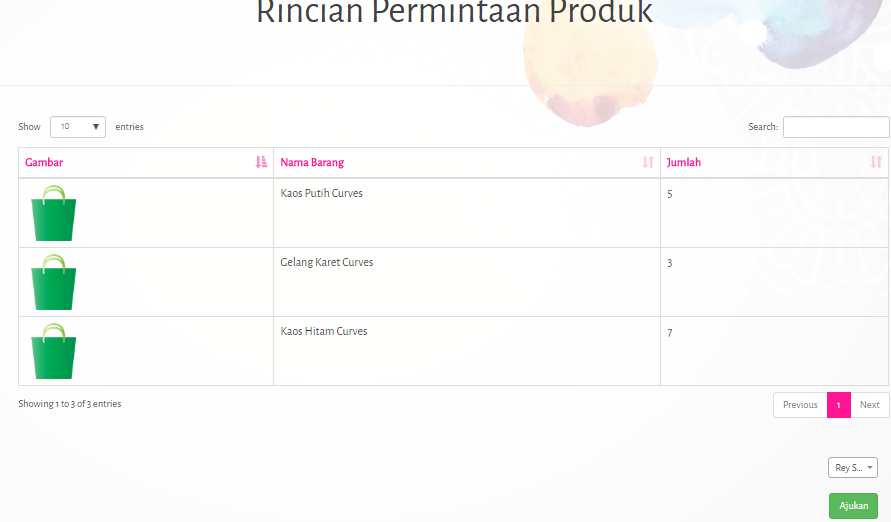 Rincian Permintaan Produk
Show 10 entries Search:
Gambar Nama Barang Jumlah
Kaos Putih Curves 5
Gelang Karet Curves 3
Kaos Hitam Curves 7
Showing 1 to 3 of 3 entries Previous 1 Next
Rey S...
Ajukan